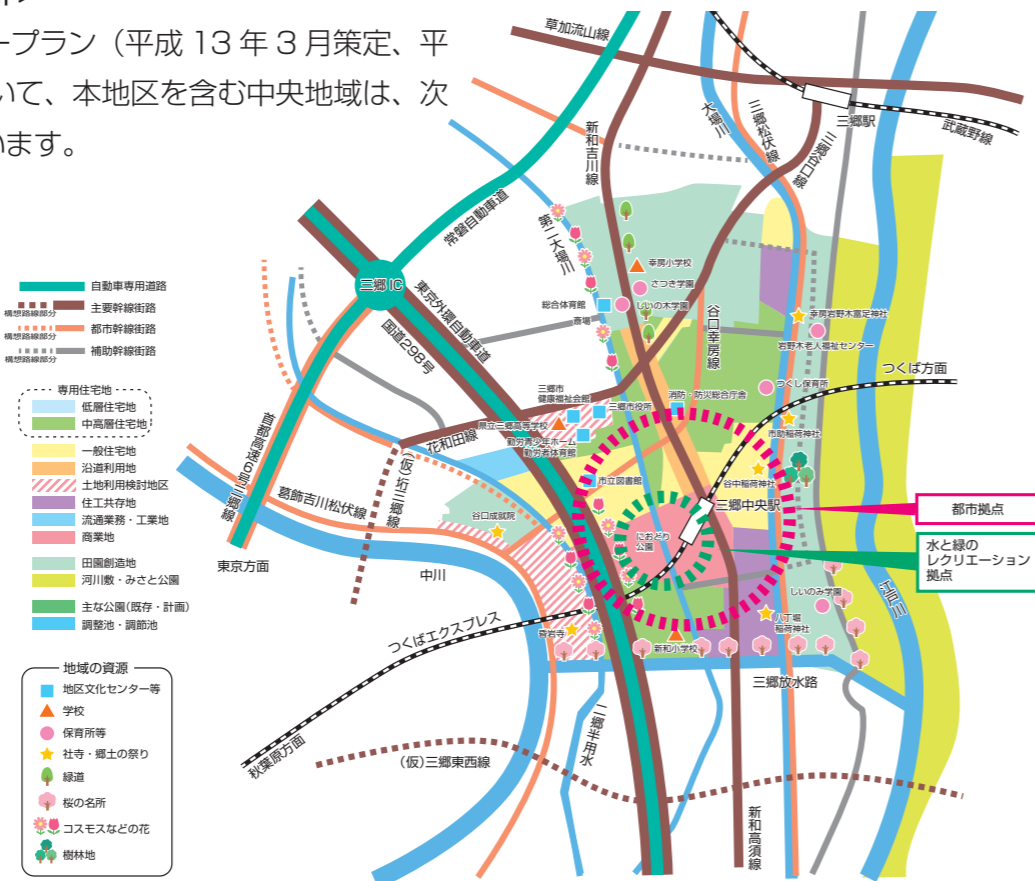 ープラン（平成 13 年 3 月策定、平
いて、本地区を含む中央地域は、次
います。
草加流山線
三郷駅
武蔵野線
大場川
三郷松伏線
三郷谷口線
新和吉川線
常磐自動車道
第二大場川
三郷IC
東京外環自動車道
国道298号
幸房小学校
さつき学園
総合体育館
しいの木学園
斎場
谷口幸房線
幸房岩野木富足神社
岩野木老人福祉センター
つくば方面
自動車専用道路
主要幹線街路
構想路線部分
都市幹線街路
構想路線部分
補助幹線街路
構想路線部分
専用住宅地
低層住宅地
中高層住宅地
一般住宅地
沿道利用地
土地利用検討地区
住工共存地
流通業務・工業地
商業地
田園創造地
河川敷・みさと公園
主な公園(既存・計画)
調整池・調節池
三郷市
健康福祉会館
三郷市役所
消防・防災総合庁舎
つくし保育所
県立三郷高等学校
勤労青少年ホーム
勤労者体育館
市助稲荷神社
花和田線
首都高速6号三郷線
(仮)圷三郷線
市立図書館
谷中稲荷神社
葛飾吉川松伏線
谷口成就院
三郷中央駅
都市拠点
におどり
公園
水と緑の
レクリエーション
拠点
東京方面
中川
しいのみ学園
江戸川
つくばエクスプレス
香岩寺
八丁堀
稲荷神社
新和小学校
三郷放水路
二郷半用水
秋葉原方面
(仮)三郷東西線
新和高須線
地域の資源
地区文化センター等
学校
保育所等
社寺・郷土の祭り
緑道
桜の名所
コスモスなどの花
樹林地